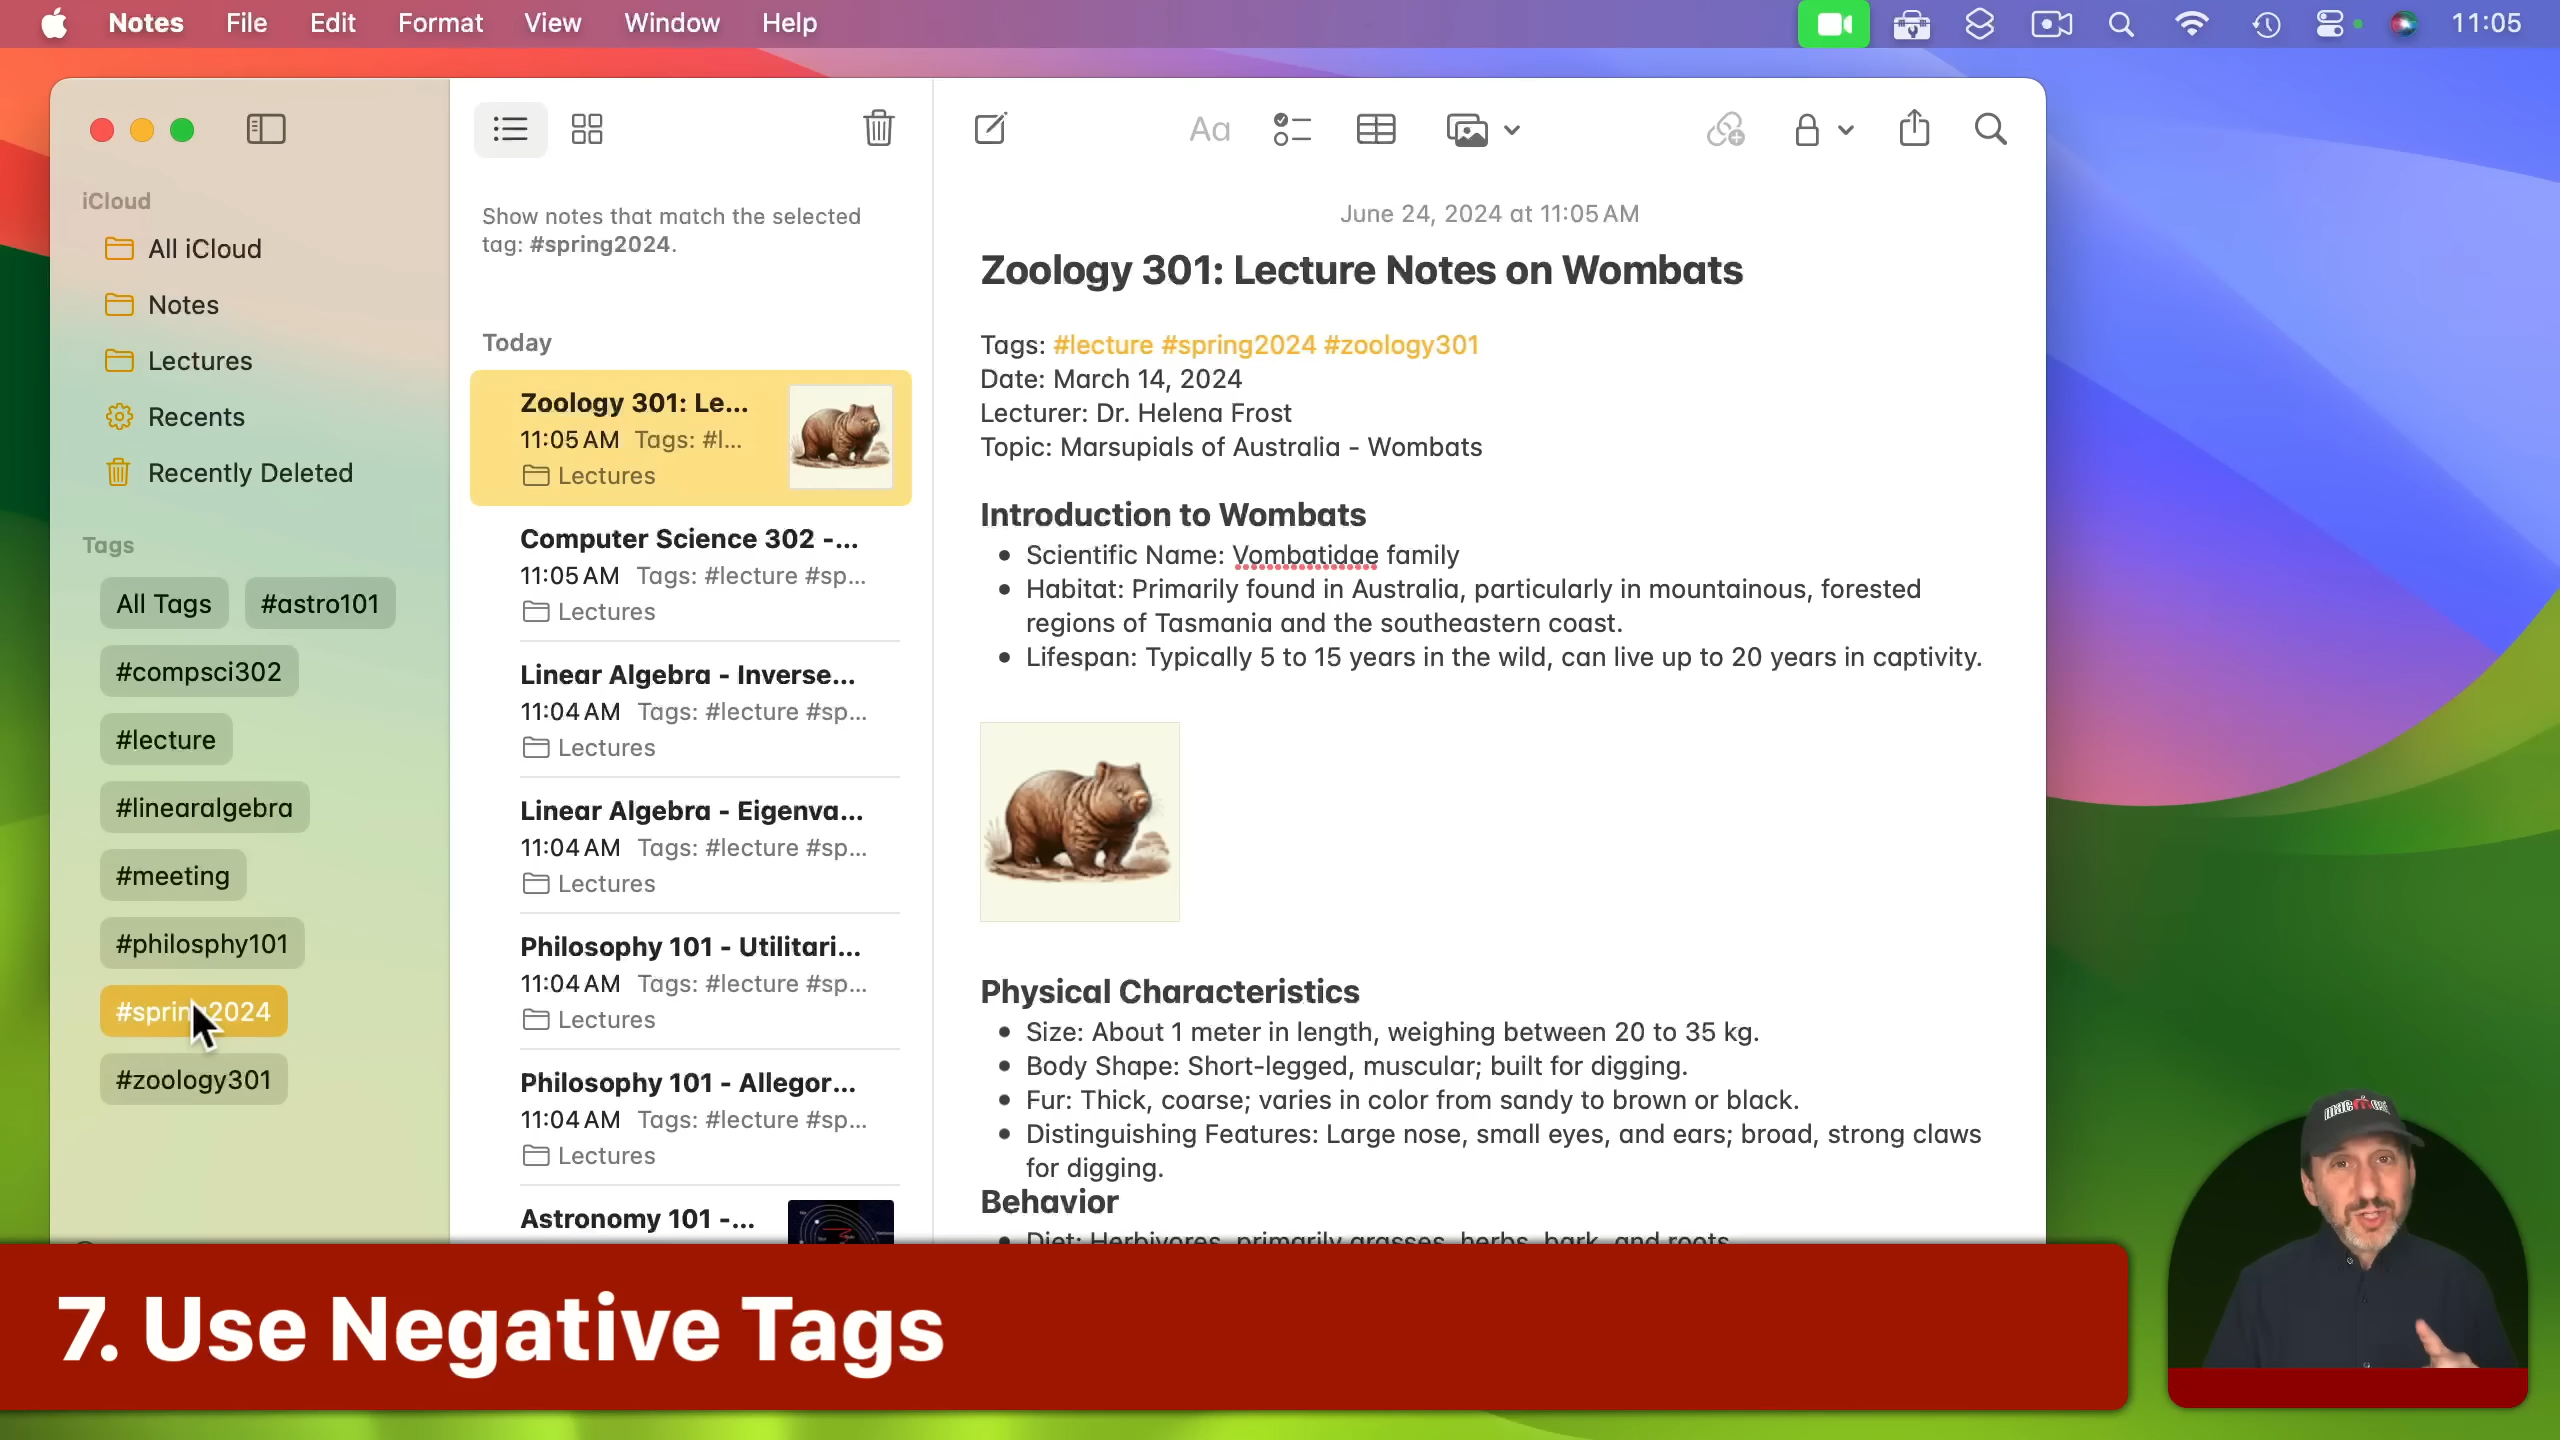 Notes File Edit Format View Window Help
11:05
iCloud
All iCloud
Notes
Lectures
Recents
Recently Deleted
Tags
All Tags #astro101
#compsci302
#lecture
#linearalgebra
#meeting
#philosphy101
#spring2024
#zoology301
Show notes that match the selected
tag: #spring2024.
Today
Zoology 301: Le...
11:05 AM Tags: #l...
Lectures
Computer Science 302 -...
11:05 AM Tags: #lecture #sp...
Lectures
Linear Algebra - Inverse...
11:04 AM Tags: #lecture #sp...
Lectures
Linear Algebra - Eigenva...
11:04 AM Tags: #lecture #sp...
Lectures
Philosophy 101 - Utilitari...
11:04 AM Tags: #lecture #sp...
Lectures
Philosophy 101 - Allegor...
11:04 AM Tags: #lecture #sp...
Lectures
Astronomy 101 -...
Aa
June 24, 2024 at 11:05 AM
Zoology 301: Lecture Notes on Wombats
Tags: #lecture #spring2024 #zoology301
Date: March 14, 2024
Lecturer: Dr. Helena Frost
Topic: Marsupials of Australia - Wombats
Introduction to Wombats
• Scientific Name: Vombatidae family
• Habitat: Primarily found in Australia, particularly in mountainous, forested
regions of Tasmania and the southeastern coast.
• Lifespan: Typically 5 to 15 years in the wild, can live up to 20 years in captivity.
Physical Characteristics
• Size: About 1 meter in length, weighing between 20 to 35 kg.
• Body Shape: Short-legged, muscular; built for digging.
• Fur: Thick, coarse; varies in color from sandy to brown or black.
• Distinguishing Features: Large nose, small eyes, and ears; broad, strong claws
for digging.
Behavior
• Diet: Herbivores, primarily grasses, herbs, bark, and roots.
7. Use Negative Tags